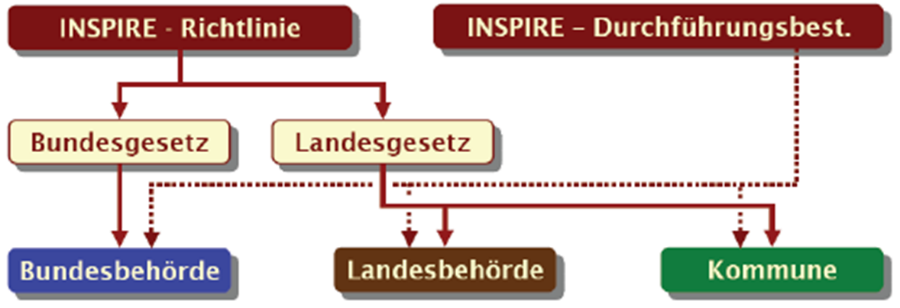 INSPIRE - Richtlinie
INSPIRE – Durchführungsbest.
Bundesgesetz
Landesgesetz
Bundesbehörde
Landesbehörde
Kommune